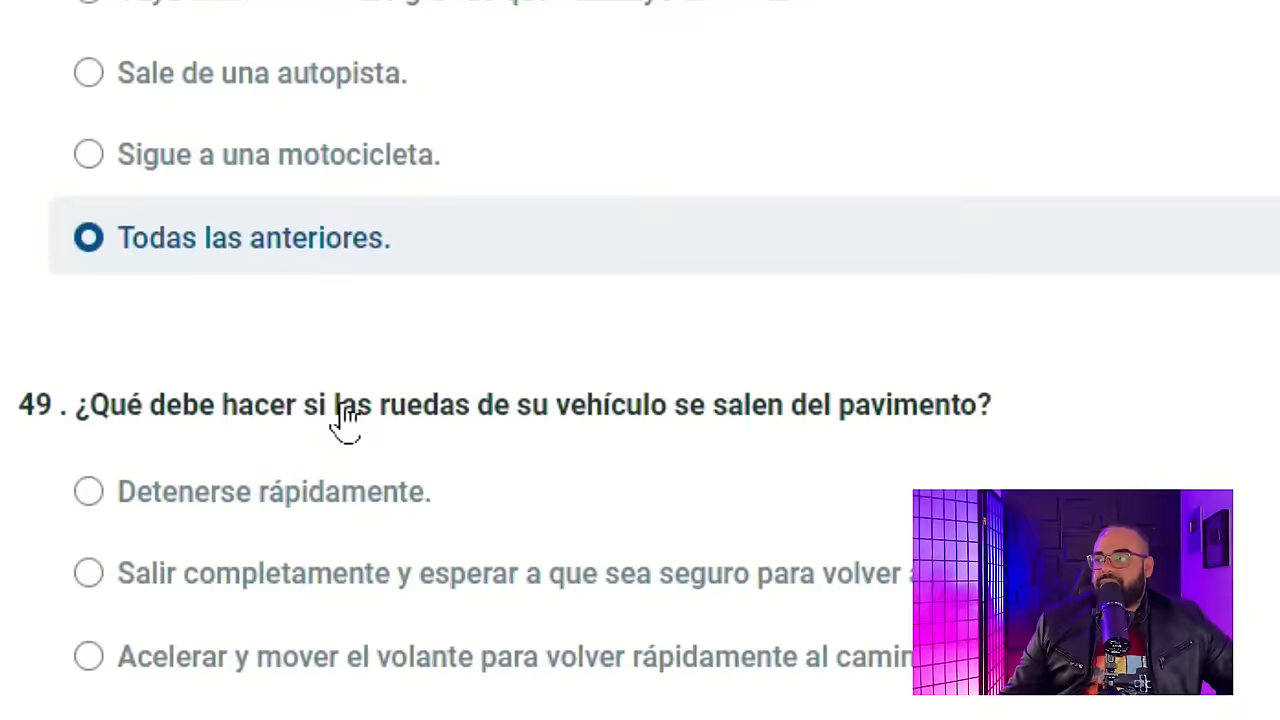 Sale de una autopista.
Sigue a una motocicleta.
Todas las anteriores.
49 . ¿Qué debe hacer si las ruedas de su vehículo se salen del pavimento?
Detenerse rápidamente.
Salir completamente y esperar a que sea seguro para volver
Acelerar y mover el volante para volver rápidamente al camin